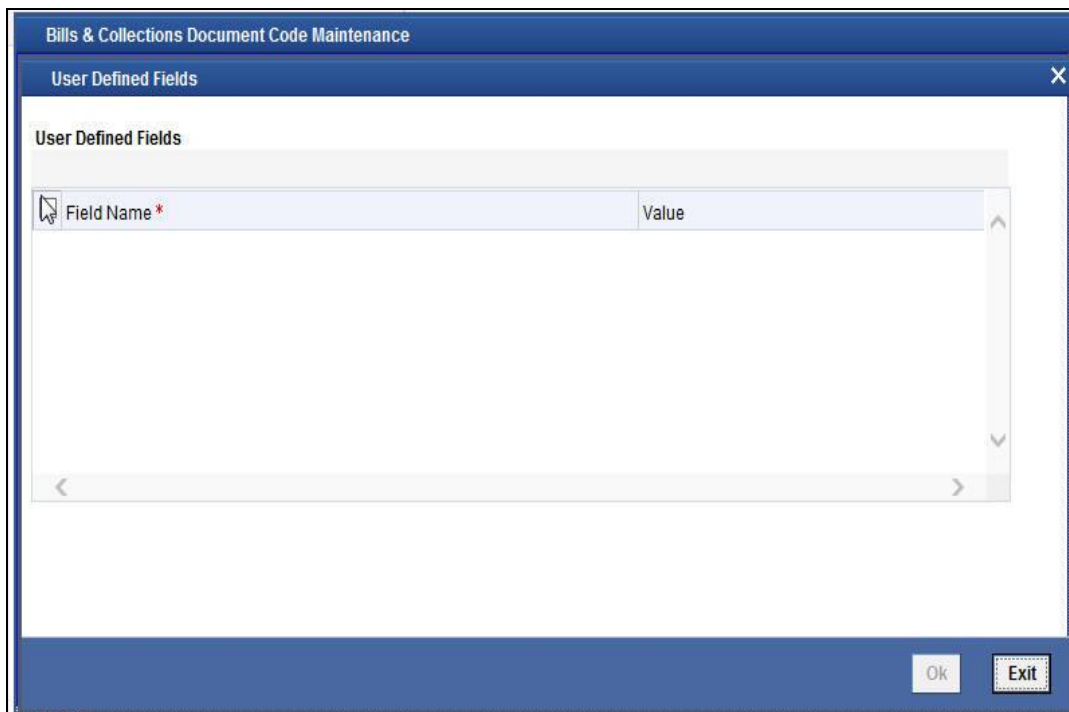 Bills & Collections Document Code Maintenance
User Defined Fields
User Defined Fields
Field Name * Value
Ok Exit